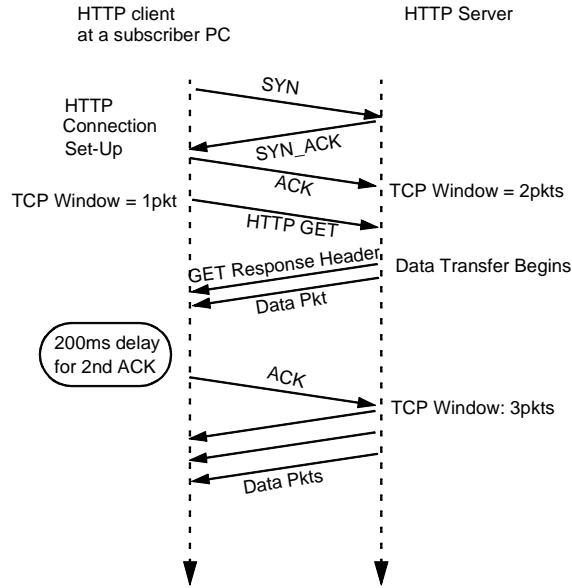 HTTP client
at a subscriber PC
HTTP Server
SYN
HTTP
Connection
Set-Up
SYN_ACK
ACK
TCP Window = 2pkts
TCP Window = 1pkt
HTTP GET
GET Response Header
Data Transfer Begins
Data Pkt
200ms delay
for 2nd ACK
ACK
TCP Window: 3pkts
Data Pkts